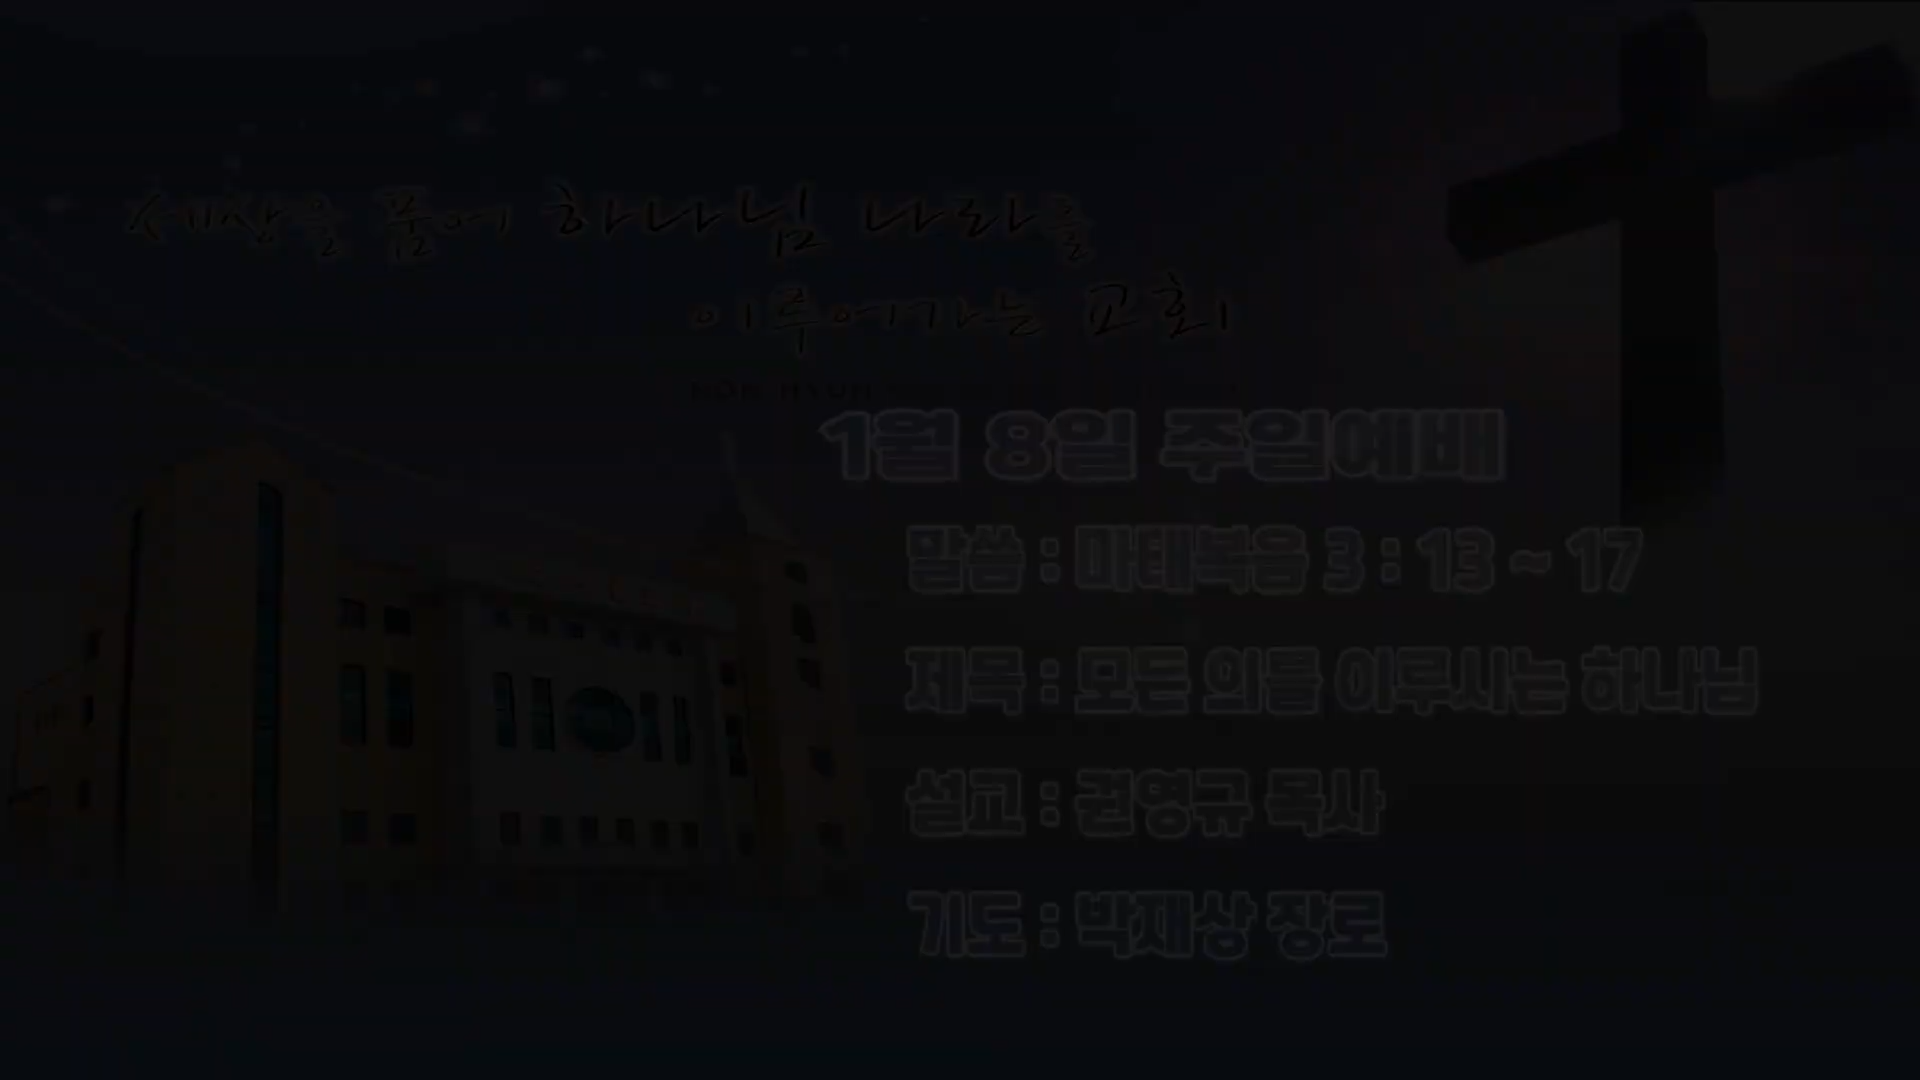 세상을 품에 하나님 나라를
이루어가는 교회
NON HYUN
1월 8일 주일예배
말씀 : 마태복음 3 : 13 ~ 17
제목 : 모든 의를 이루시는 하나님
설교 : 권영규 목사
기도 : 박재상 장로